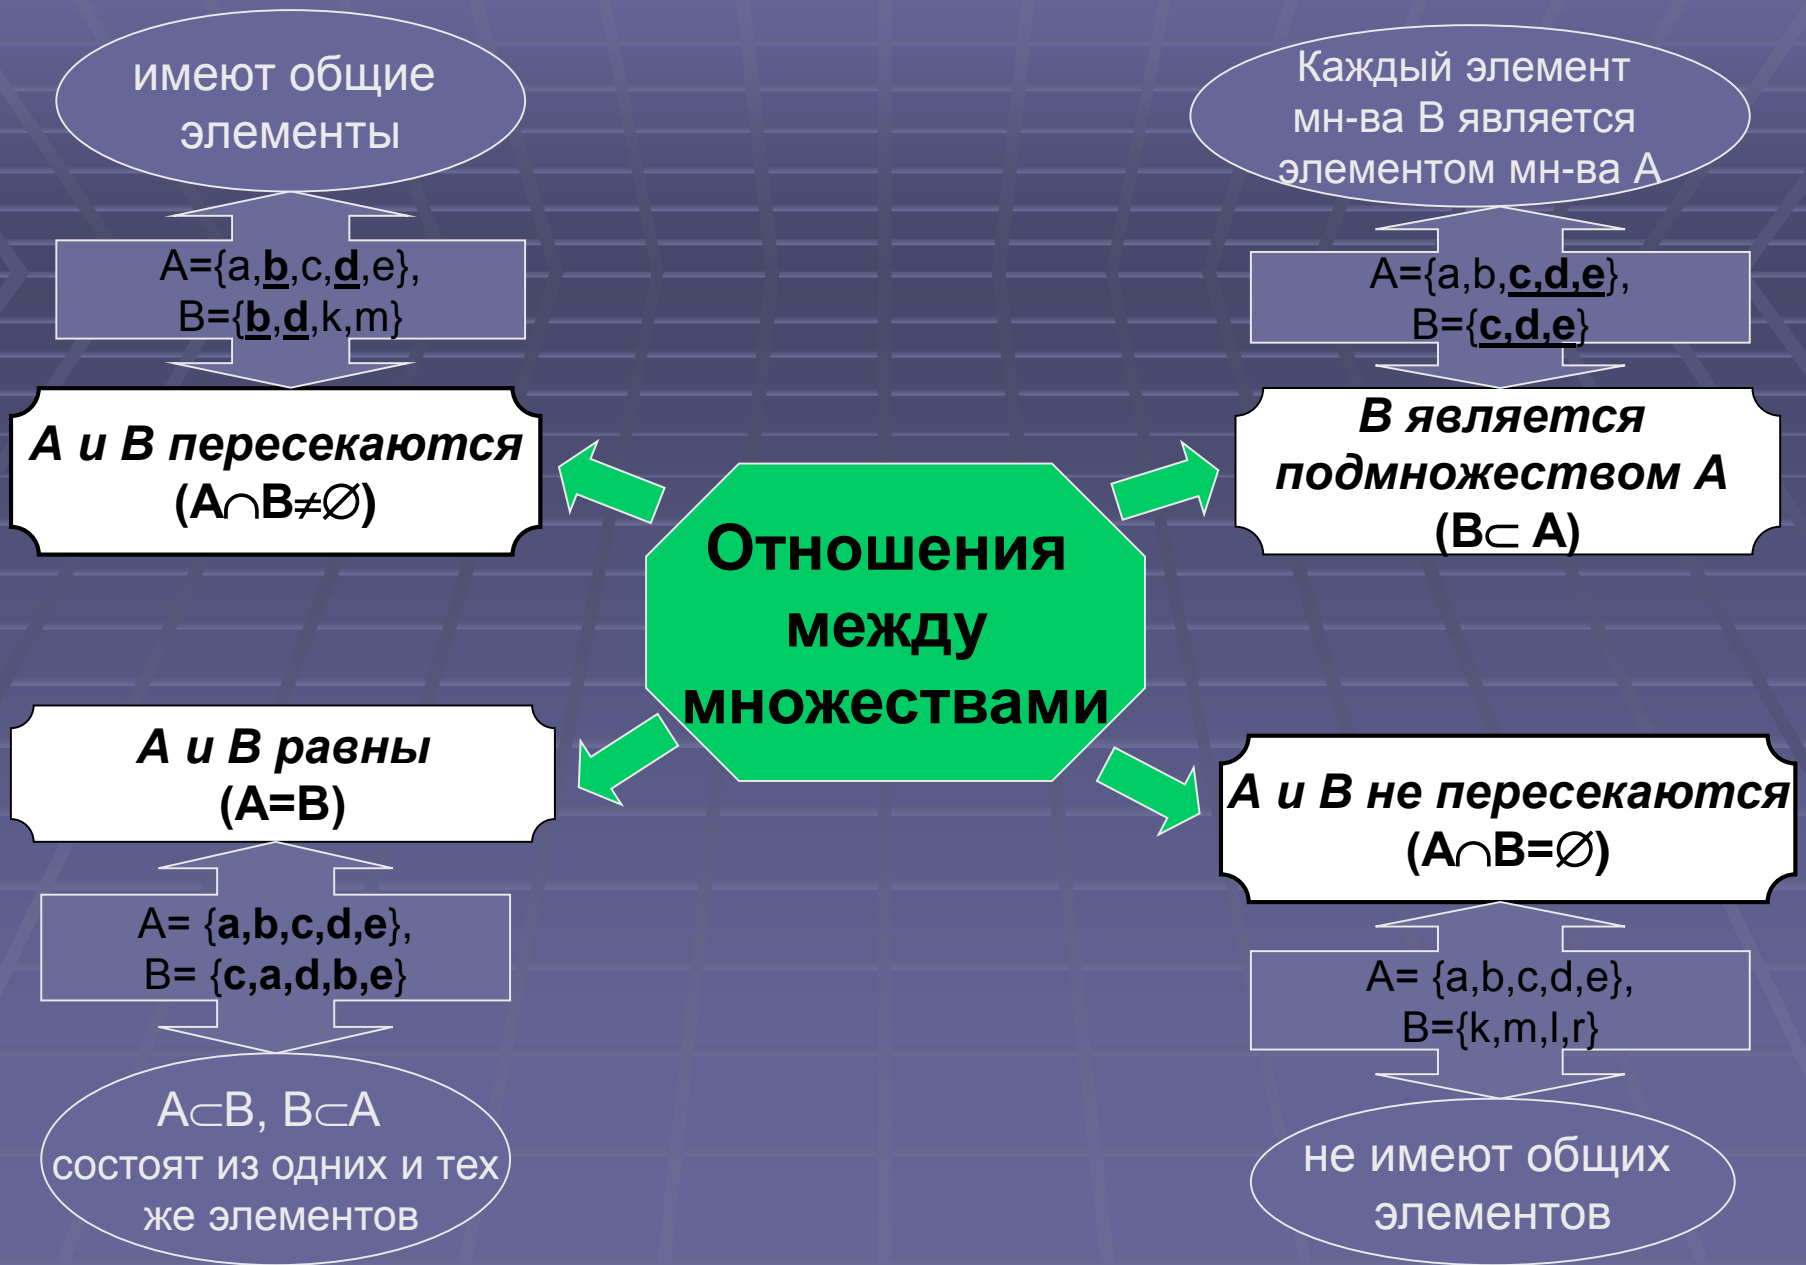 имеют общие
элементы
A={a,b,c,d,e},
B={b,d,k,m}
А и В пересекаются
(A∩B≠∅)
Каждый элемент
мн-ва В является
элементом мн-ва А
A={a,b,c,d,e},
B={c,d,e}
В является
подмножеством А
(B⊂ A)
Отношения
между
множествами
А и В равны
(A=B)
A= {a,b,c,d,e},
B= {c,a,d,b,e}
A⊂B, B⊂A
состоят из одних и тех
же элементов
А и В не пересекаются
(A∩B=∅)
A= {a,b,c,d,e},
B={k,m,l,r}
не имеют общих
элементов